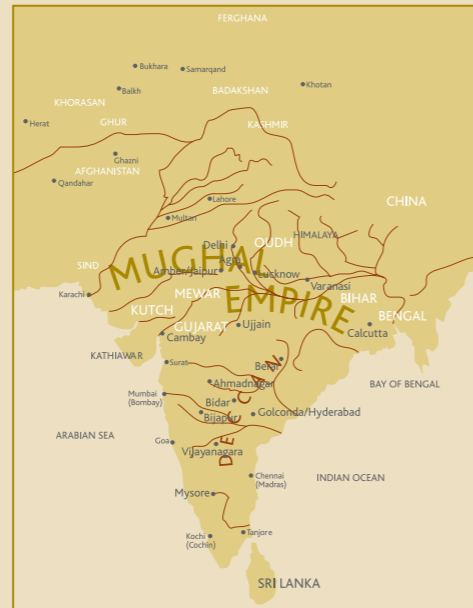 FERGHANA
Bukhara
Samarqand
Balkh
BADAKSHAN
Khotan
KHORASAN
Herat
GHUR
KASHMIR
Ghazni
AFGHANISTAN
Qandahar
Lahore
CHINA
Multan
HIMALAYA
Delhi
OUDH
MUGHAL
EMPIRE
SIND
Agra
Amber/Jaipur
Lucknow
Varanasi
Karachi
MEWAR
BIHAR
KUTCH
BENGAL
GUJARAT
Ujjain
Calcutta
Cambay
KATHIAWAR
Surat
Berar
DECCAN
BAY OF BENGAL
Ahmadnagar
Mumbai
(Bombay)
Bidar
Bijapur
Golconda/Hyderabad
ARABIAN SEA
Goa
Vijayanagara
Chennai
(Madras)
INDIAN OCEAN
Mysore
Kochi
(Cochin)
Tanjore
SRI LANKA